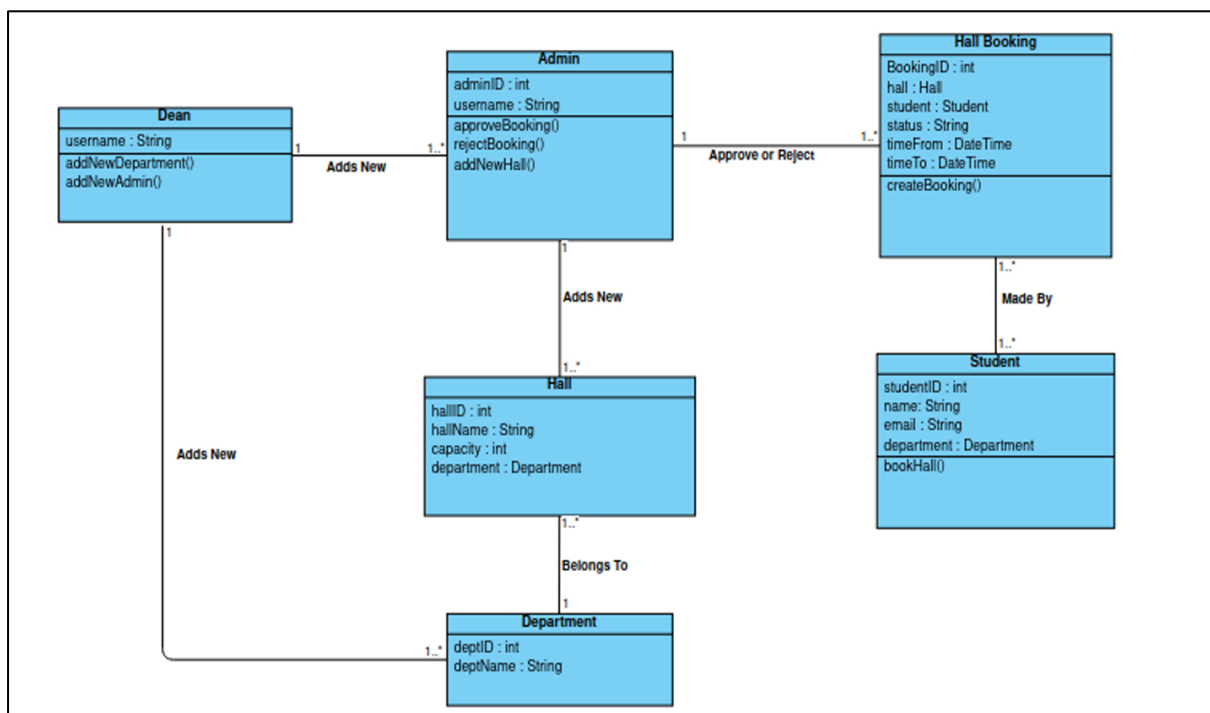 Dean
username : String
addNewDepartment()
addNewAdmin()
1
1..*
Adds New
Admin
adminID : int
username : String
approveBooking()
rejectBooking()
addNewHall()
1
1..*
Approve or Reject
Hall Booking
BookingID : int
hall : Hall
student : Student
status : String
timeFrom : DateTime
timeTo : DateTime
createBooking()
1
Adds New
1..*
1..*
Made By
1..*
Hall
hallID : int
hallName : String
capacity : int
department : Department
Student
studentID : int
name: String
email : String
department : Department
bookHall()
1
Adds New
1..*
1..*
Belongs To
1
Department
deptID : int
deptName : String